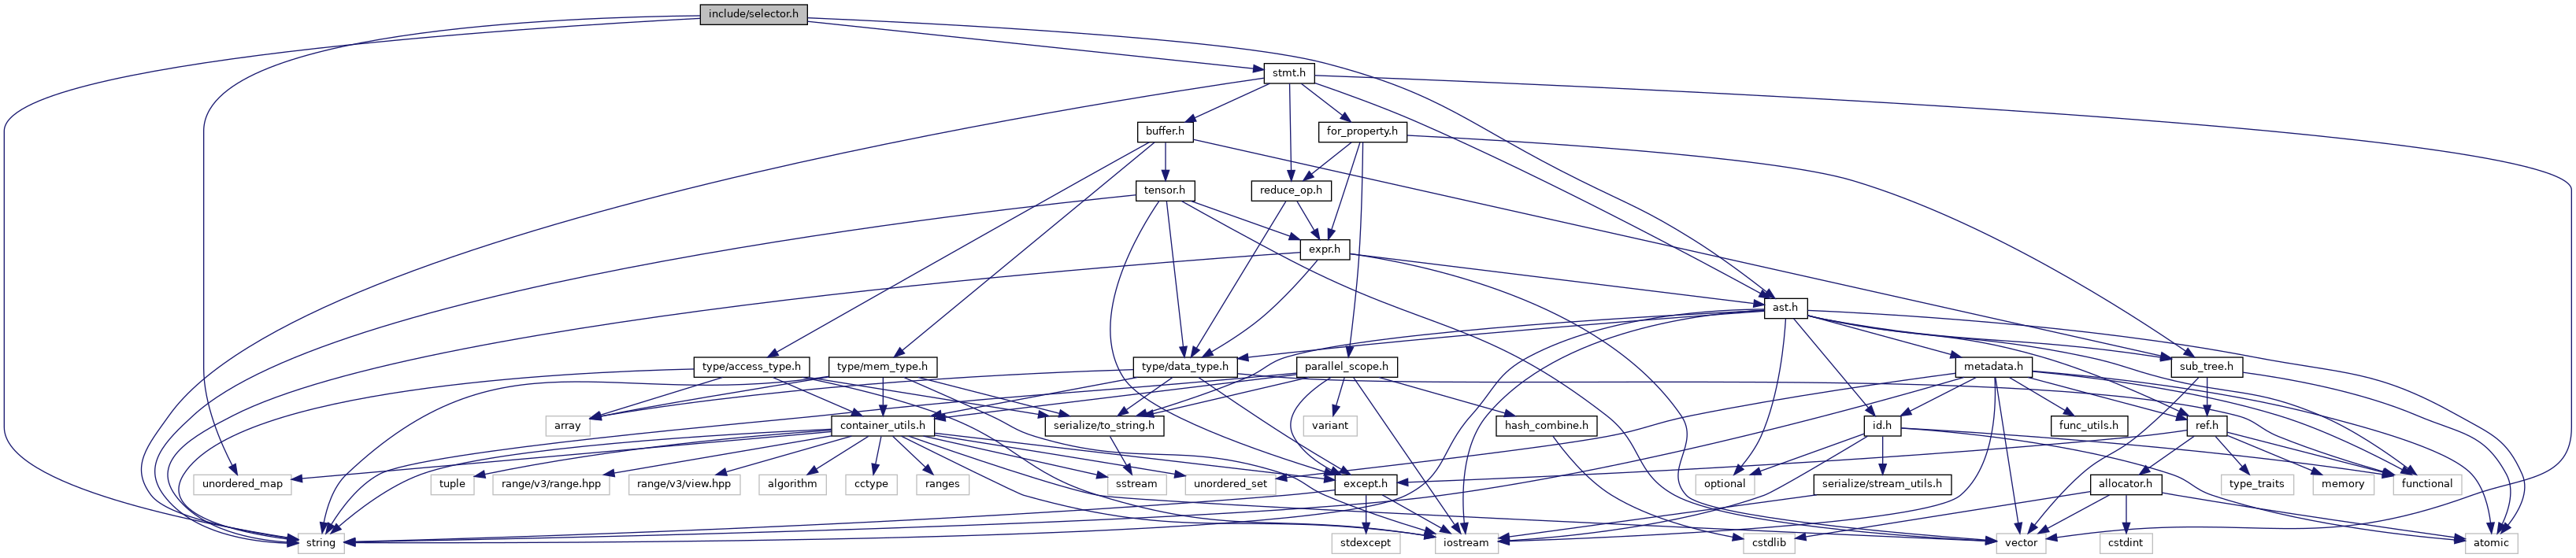 include/selector.h
stmt.h
buffer.h
for_property.h
tensor.h
reduce_op.h
expr.h
ast.h
type/access_type.h
type/mem_type.h
type/data_type.h
parallel_scope.h
metadata.h
sub_tree.h
array
container_utils.h
serialize/to_string.h
variant
hash_combine.h
id.h
func_utils.h
ref.h
unordered_map
tuple
range/v3/range.hpp
range/v3/view.hpp
algorithm
cctype
ranges
sstream
unordered_set
except.h
optional
serialize/stream_utils.h
allocator.h
type_traits
memory
functional
string
stdexcept
iostream
cstdlib
vector
cstdint
atomic